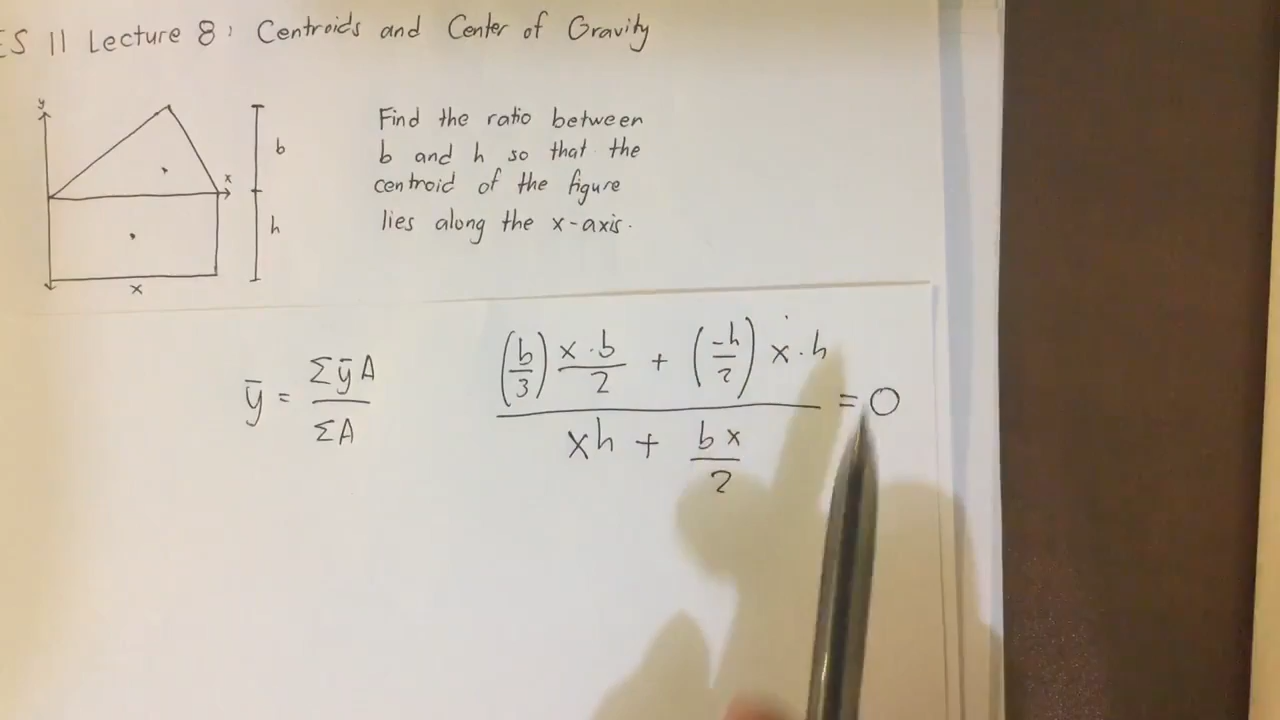 ES 11 Lecture 8: Centroids and Center of Gravity
y
x
b
h
x
Find the ratio between
b and h so that the
centroid of the figure
lies along the x-axis.
ȳ = ΣȳA / ΣA
((b/3) x·b/2 + (-h/2) x·h) / (xh + bx/2) = 0